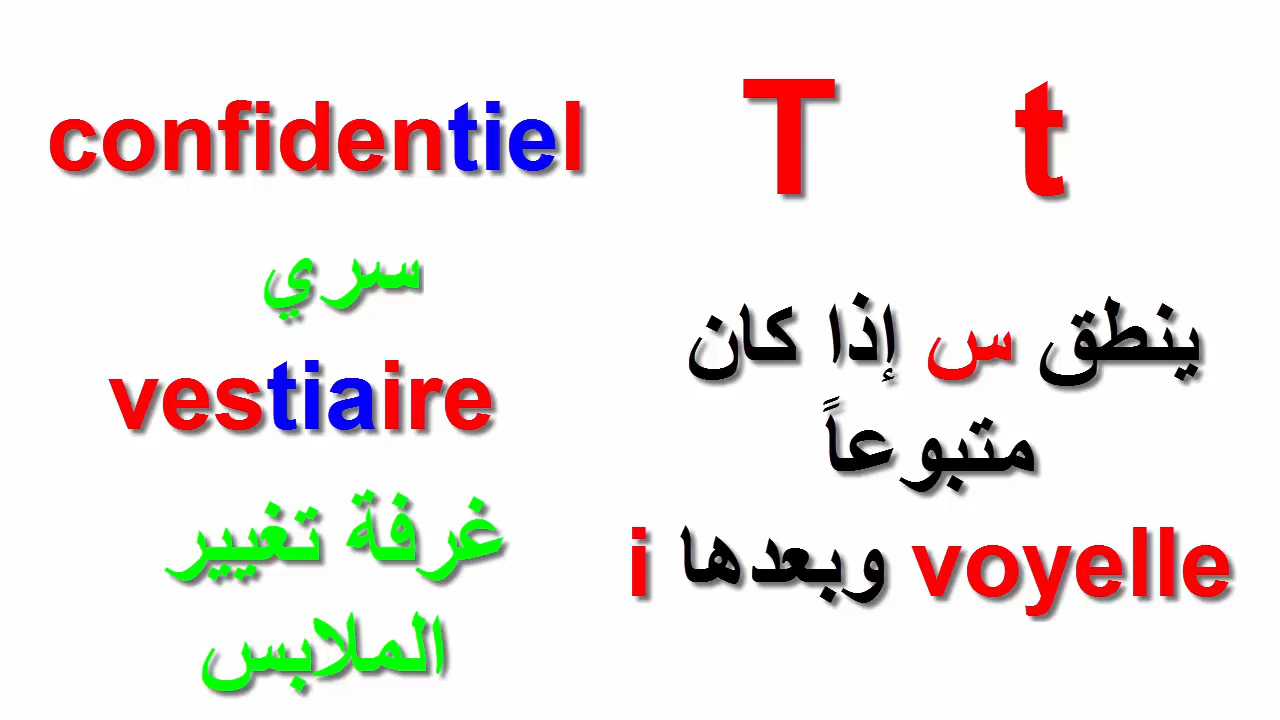 confidentiel
سري
vestiaire
غرفة تغيير
الملابس
T t
ينطق س إذا كان
متبوعاً
i وبعدها voyelle